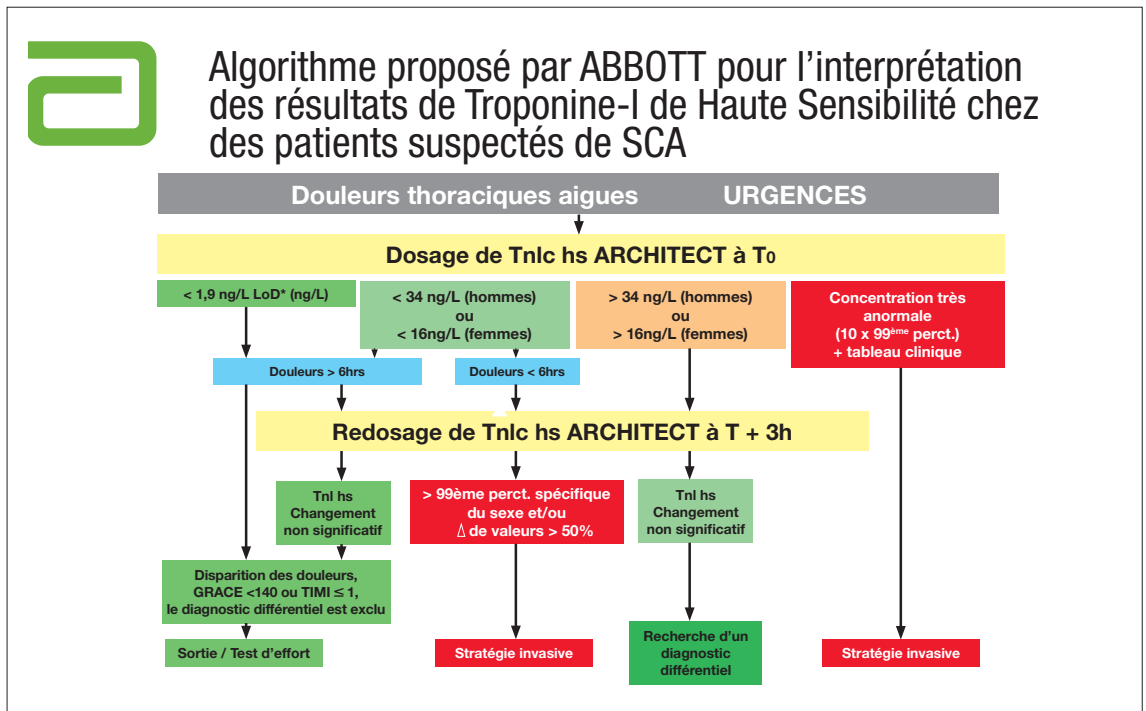 Algorithme proposé par ABBOTT pour l'interprétation
des résultats de Troponine-I de Haute Sensibilité chez
des patients suspectés de SCA
Douleurs thoraciques aigues URGENCES
Dosage de TnIc hs ARCHITECT à T0
< 1,9 ng/L LoD* (ng/L)
< 34 ng/L (hommes)
ou
< 16ng/L (femmes)
> 34 ng/L (hommes)
ou
> 16ng/L (femmes)
Concentration très
anormale
(10 x 99ème perct.)
+ tableau clinique
Douleurs > 6hrs
Douleurs < 6hrs
Redosage de TnIc hs ARCHITECT à T + 3h
TnI hs
Changement
non significatif
> 99ème perct. spécifique
du sexe et/ou
Δ de valeurs > 50%
TnI hs
Changement
non significatif
Disparition des douleurs,
GRACE <140 ou TIMI ≤ 1,
le diagnostic différentiel est exclu
Sortie / Test d'effort
Stratégie invasive
Recherche d'un
diagnostic
différentiel
Stratégie invasive